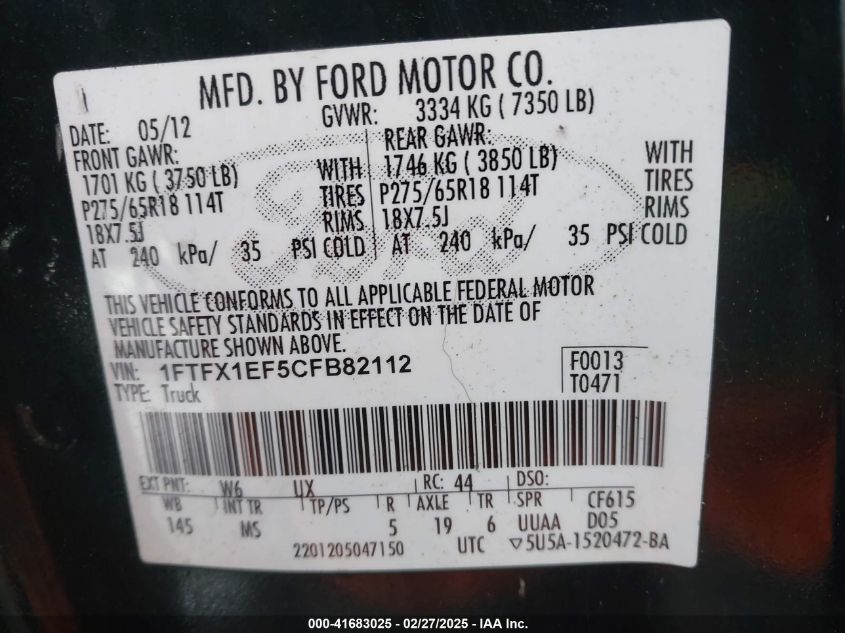 MFD. BY FORD MOTOR CO.
DATE: 05/12 GVWR: 3334 KG ( 7350 LB)
FRONT GAWR: REAR GAWR:
1701 KG ( 3750 LB) WITH 1746 KG ( 3850 LB) WITH
P275/65R18 114T TIRES P275/65R18 114T TIRES
18X7.5J RIMS 18X7.5J RIMS
AT 240 kPa/ 35 PSI COLD AT 240 kPa/ 35 PSI COLD
Ford
THIS VEHICLE CONFORMS TO ALL APPLICABLE FEDERAL MOTOR
VEHICLE SAFETY STANDARDS IN EFFECT ON THE DATE OF
MANUFACTURE SHOWN ABOVE.
VIN: 1FTFX1EF5CFB82112 F0013
TYPE: Truck T0471
EXT PNT: W6 UX RC: 44 DSO:
WB INT TR TP/PS R AXLE TR SPR CF615
145 MS 5 19 6 UUAA D05
2201205047150 UTC ▽5U5A-1520472-BA
000-41683025 - 02/27/2025 - IAA Inc.